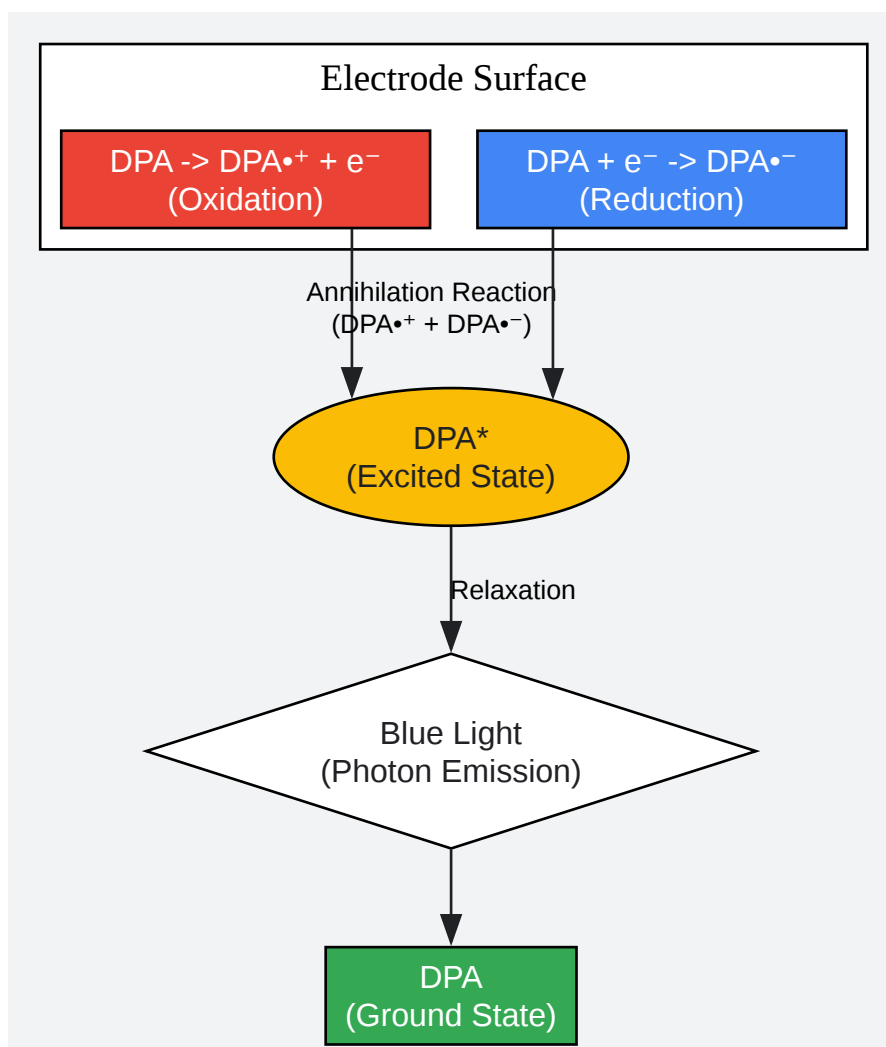 Electrode Surface
DPA -> DPA•⁺ + e⁻
(Oxidation)
DPA + e⁻ -> DPA•⁻
(Reduction)
Annihilation Reaction
(DPA•⁺ + DPA•⁻)
DPA*
(Excited State)
Relaxation
Blue Light
(Photon Emission)
DPA
(Ground State)